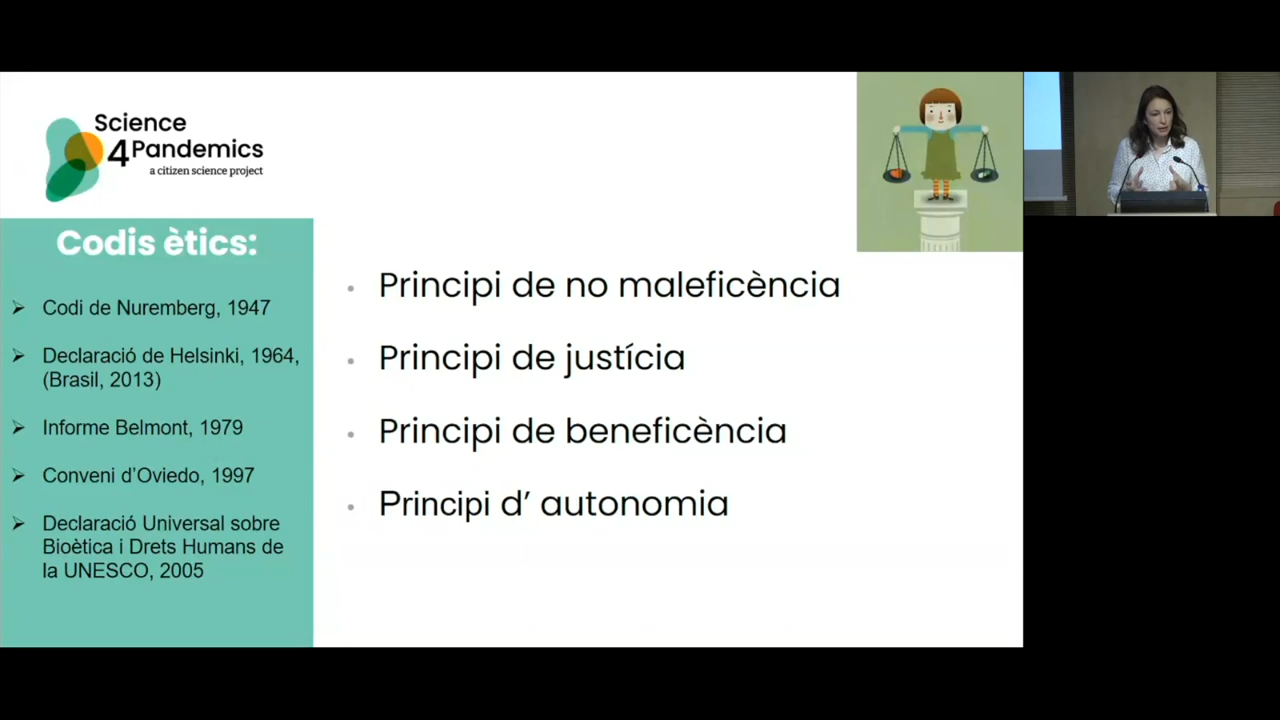 Science
4Pandemics
a citizen science project
Codis ètics:
Codi de Nuremberg, 1947
Declaració de Helsinki, 1964,
(Brasil, 2013)
Informe Belmont, 1979
Conveni d’Oviedo, 1997
Declaració Universal sobre
Bioètica i Drets Humans de
la UNESCO, 2005
Principi de no maleficència
Principi de justícia
Principi de beneficència
Principi d’ autonomia